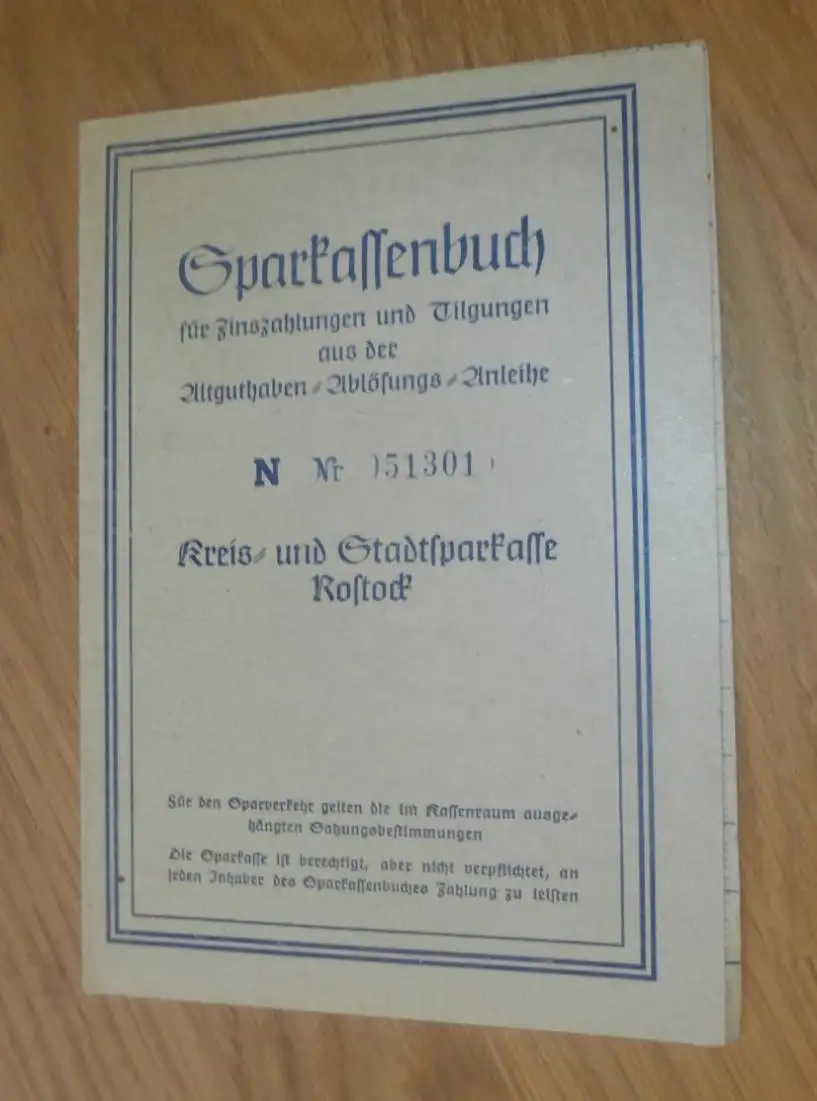 Sparkassenbuch
für Zinszahlungen und Tilgungen
aus der
Altguthaben-Ablösungs-Anleihe
N Nr 051301
Kreis- und Stadtsparkasse
Rostock
Für den Sparverkehr gelten die im Kassenraum ausge-
hängten Satzungsbestimmungen
Die Sparkasse ist berechtigt, aber nicht verpflichtet, an
jeden Inhaber des Sparkassenbuches Zahlung zu leisten